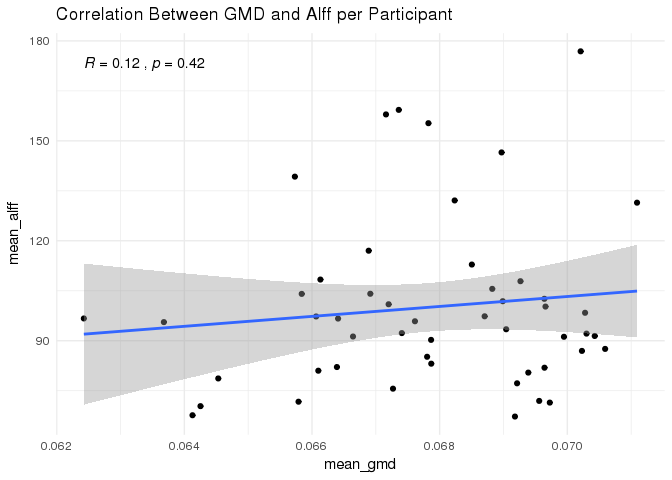 Correlation Between GMD and Alff per Participant
180
R = 0.12 , p = 0.42
150
mean_alff
120
90
0.062 0.064 0.066 0.068 0.070
mean_gmd